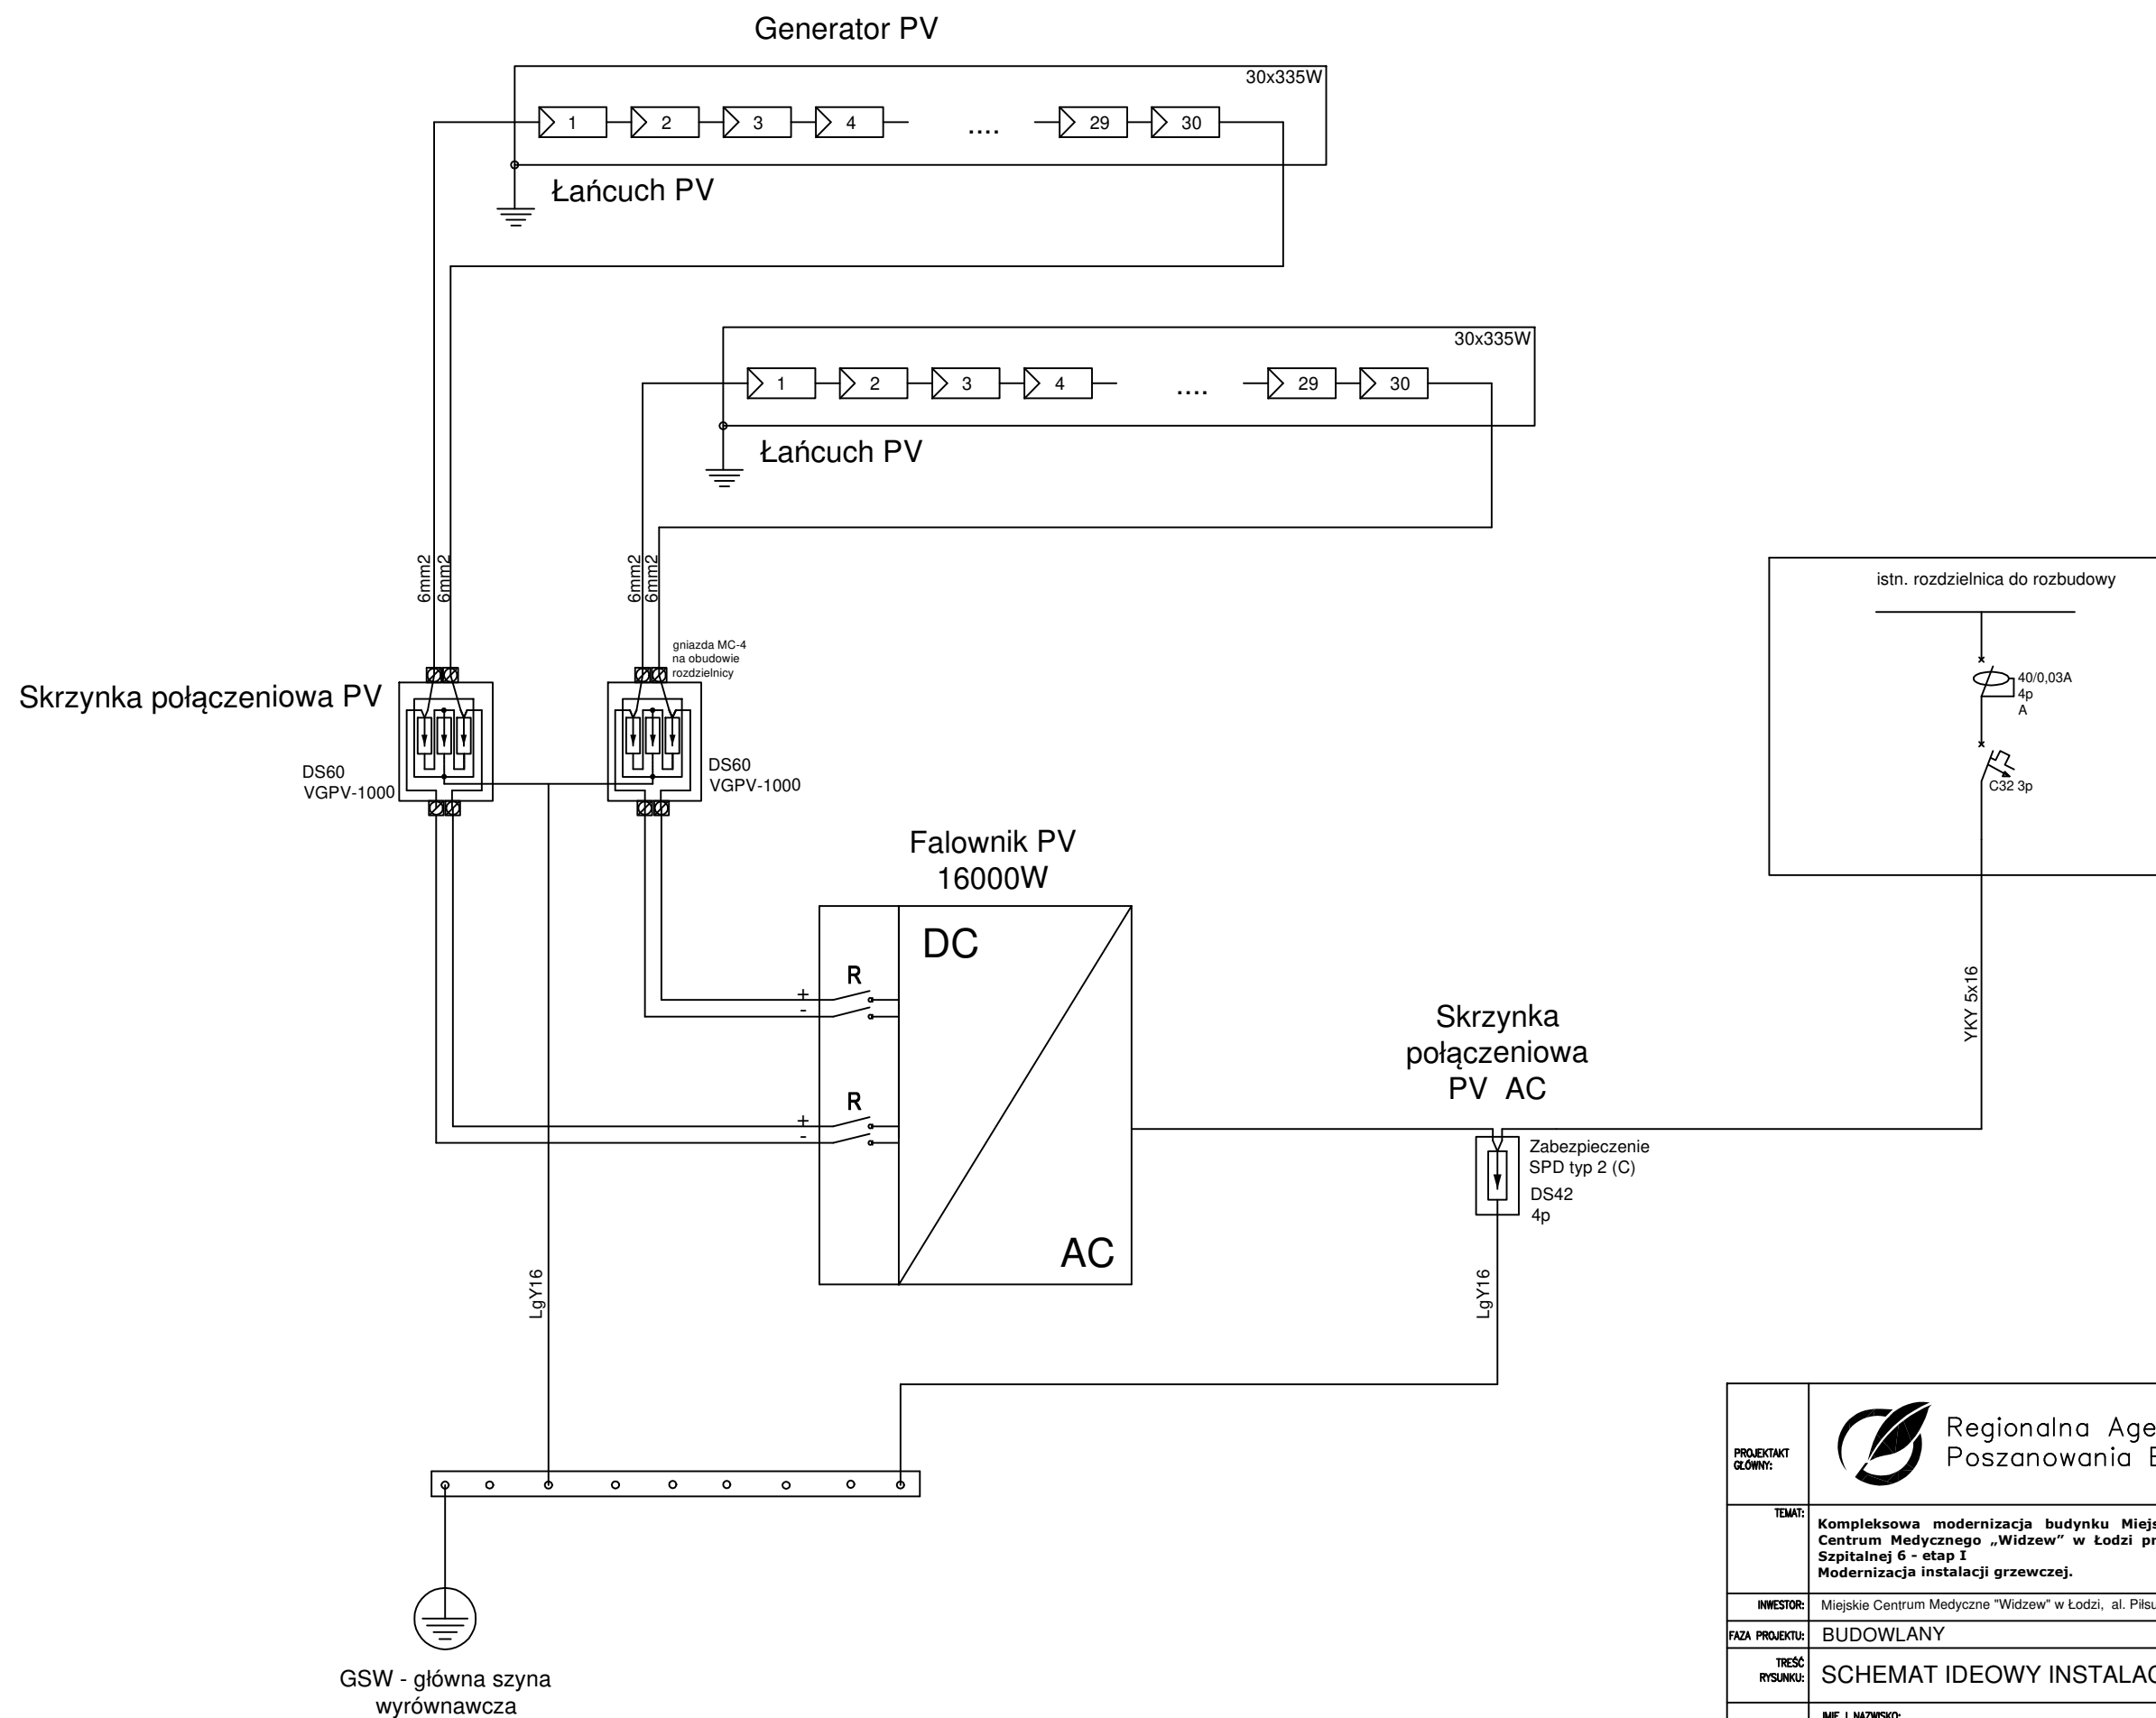 Generator PV
30x335W
1 2 3 4 .... 29 30
Łańcuch PV
30x335W
1 2 3 4 .... 29 30
Łańcuch PV
6mm2
6mm2
6mm2
6mm2
gniazda MC-4
na obudowie
rozdzielnicy
Skrzynka połączeniowa PV
DS60
VGPV-1000
DS60
VGPV-1000
istn. rozdzielnica do rozbudowy
40/0,03A
4p
A
C32 3p
YKY 5x16
Falownik PV
16000W
DC
R
+
-
R
+
-
AC
Skrzynka
połączeniowa
PV AC
Zabezpieczenie
SPD typ 2 (C)
DS42
4p
LgY16
LgY16
GSW - główna szyna
wyrównawcza
PROJEKTAKT
GŁÓWNY:
Regionalna Age
Poszanowania E
TEMAT:
Kompleksowa modernizacja budynku Miejs
Centrum Medycznego „Widzew” w Łodzi pr
Szpitalnej 6 - etap I
Modernizacja instalacji grzewczej.
INWESTOR:
Miejskie Centrum Medyczne "Widzew" w Łodzi, al. Piłsu
FAZA PROJEKTU:
BUDOWLANY
TREŚĆ
RYSUNKU:
SCHEMAT IDEOWY INSTALAC
IMIĘ I NAZWISKO: